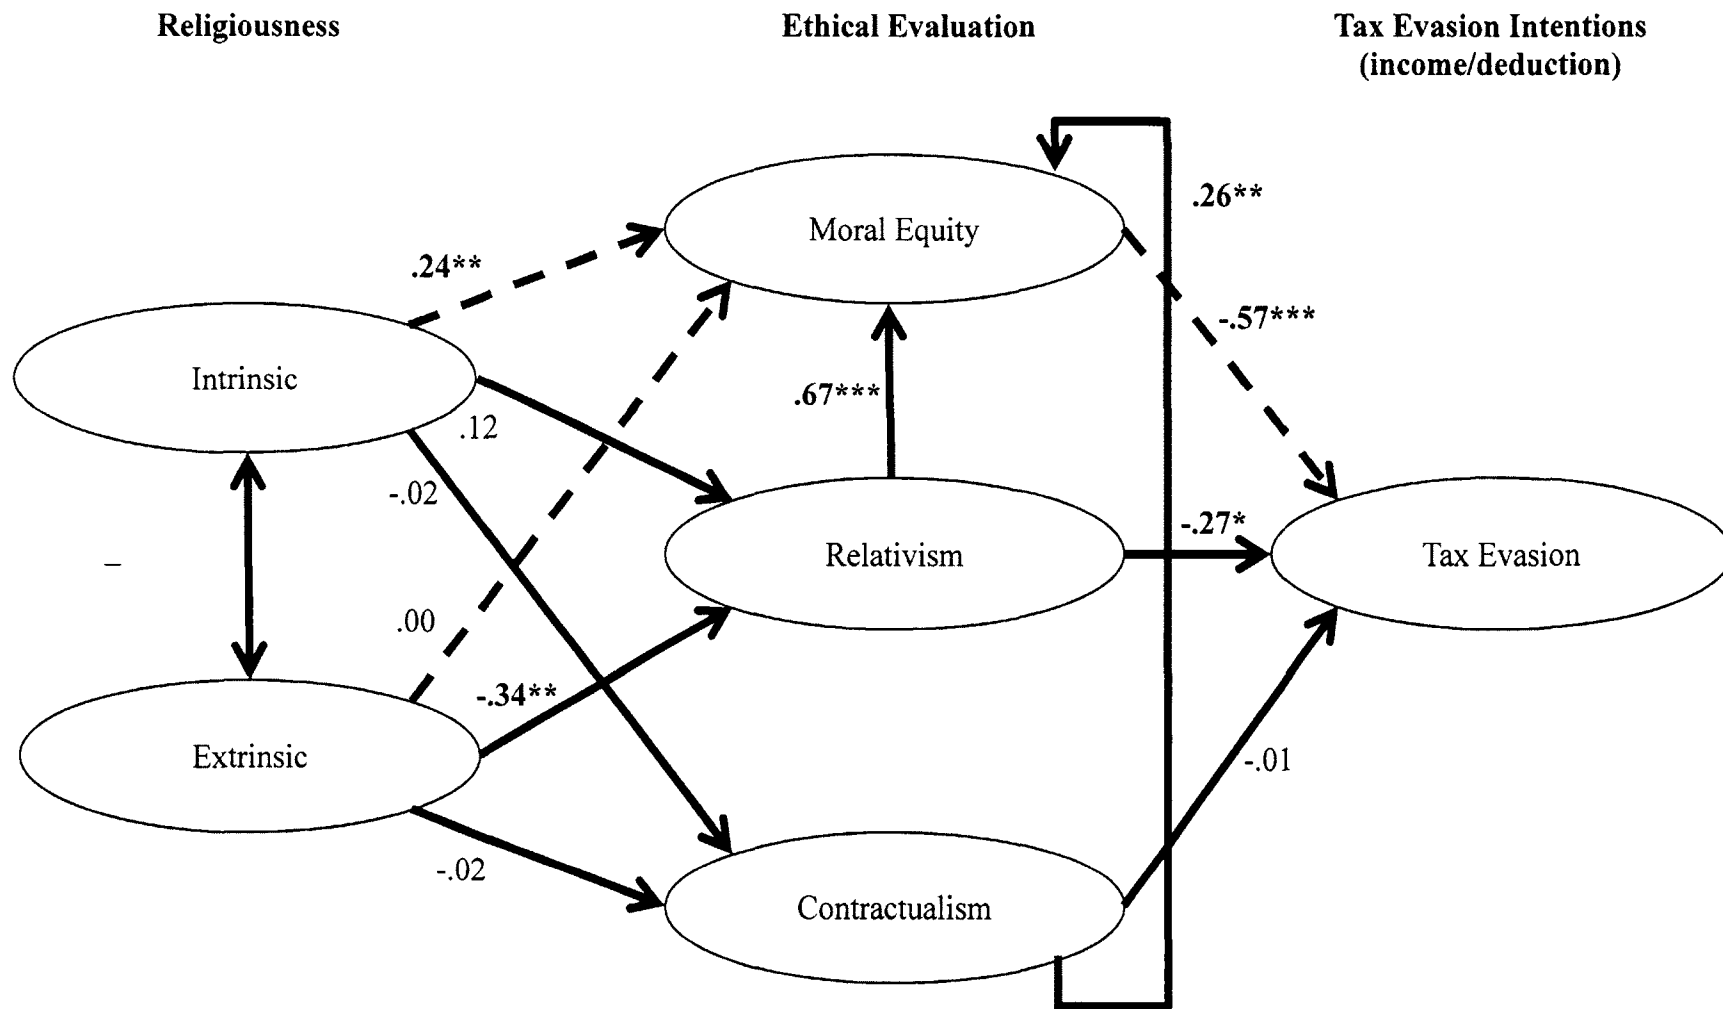 Religiousness
Ethical Evaluation
Tax Evasion Intentions
(income/deduction)
.26**
Moral Equity
.24**
-.57***
Intrinsic
.67***
.12
-.02
-.27*
Relativism
Tax Evasion
–
.00
-.34**
Extrinsic
-.01
-.02
Contractualism